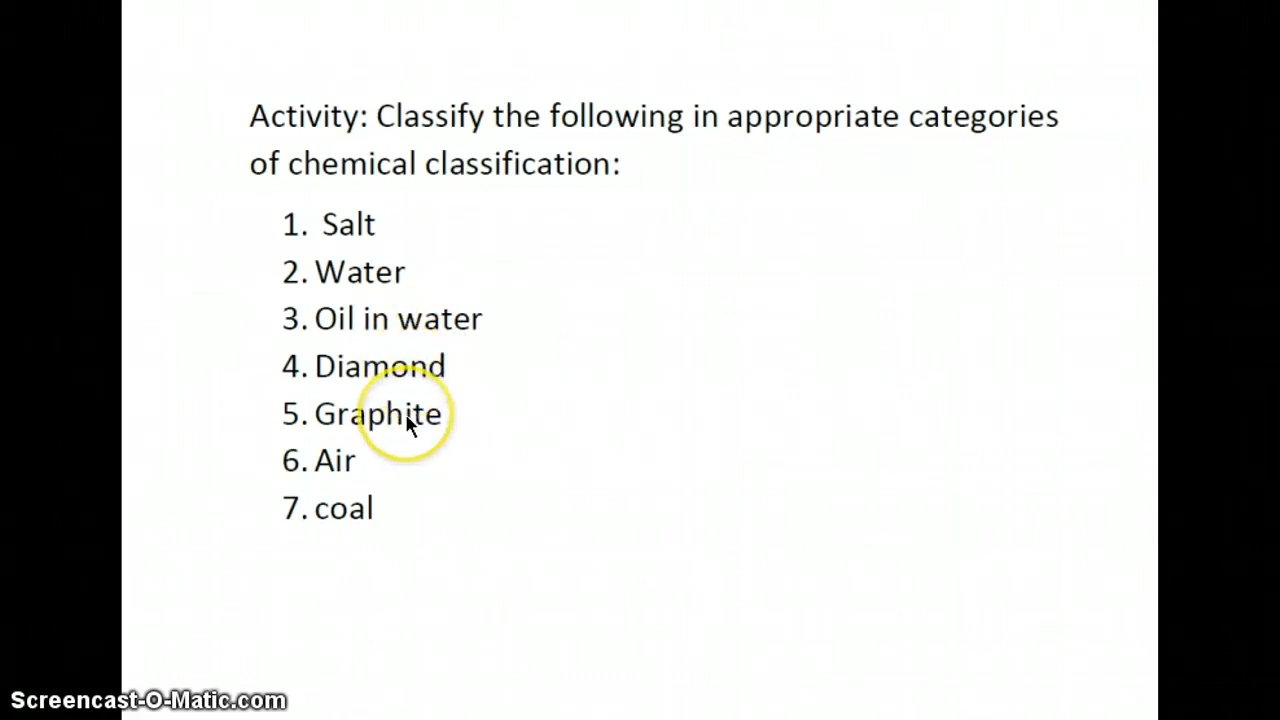 Activity: Classify the following in appropriate categories
of chemical classification:
1. Salt
2. Water
3. Oil in water
4. Diamond
5. Graphite
6. Air
7. coal
Screencast-O-Matic.com